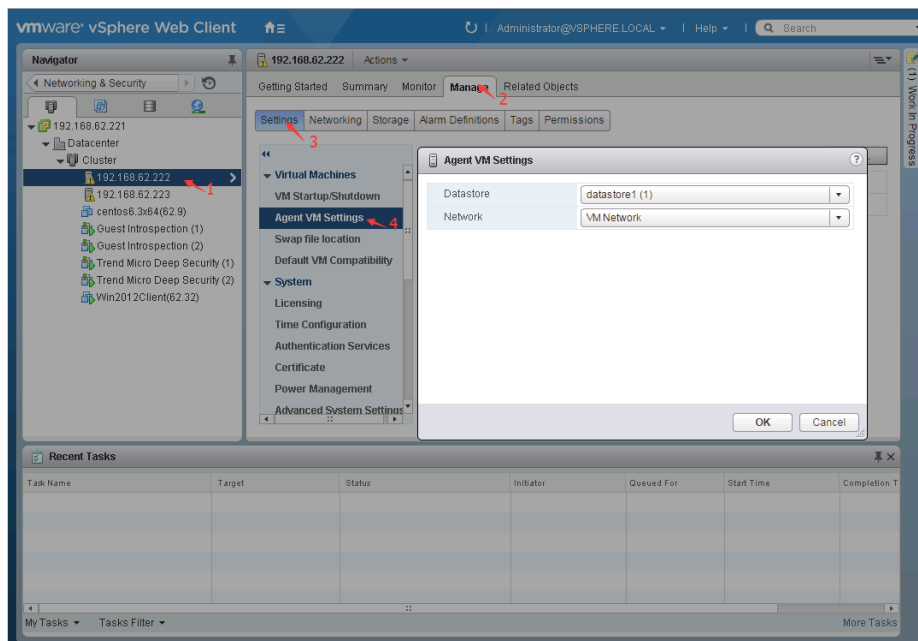 vmware® vSphere Web Client
Administrator@VSPHERE.LOCAL
Help
Search
Navigator
Networking & Security
192.168.62.221
Datacenter
Cluster
192.168.62.222
1
192.168.62.223
centos6.3x64(62.9)
Guest Introspection (1)
Guest Introspection (2)
Trend Micro Deep Security (1)
Trend Micro Deep Security (2)
Win2012Client(62.32)
192.168.62.222 Actions
Getting Started Summary Monitor Manage Related Objects
2
Settings Networking Storage Alarm Definitions Tags Permissions
3
Virtual Machines
VM Startup/Shutdown
Agent VM Settings
4
Swap file location
Default VM Compatibility
System
Licensing
Time Configuration
Authentication Services
Certificate
Power Management
Advanced System Settings
Agent VM Settings
?
Datastore datastore1 (1)
Network VM Network
OK Cancel
(1) Work In Progress
Recent Tasks
Task Name Target Status Initiator Queued For Start Time Completion T
My Tasks Tasks Filter More Tasks